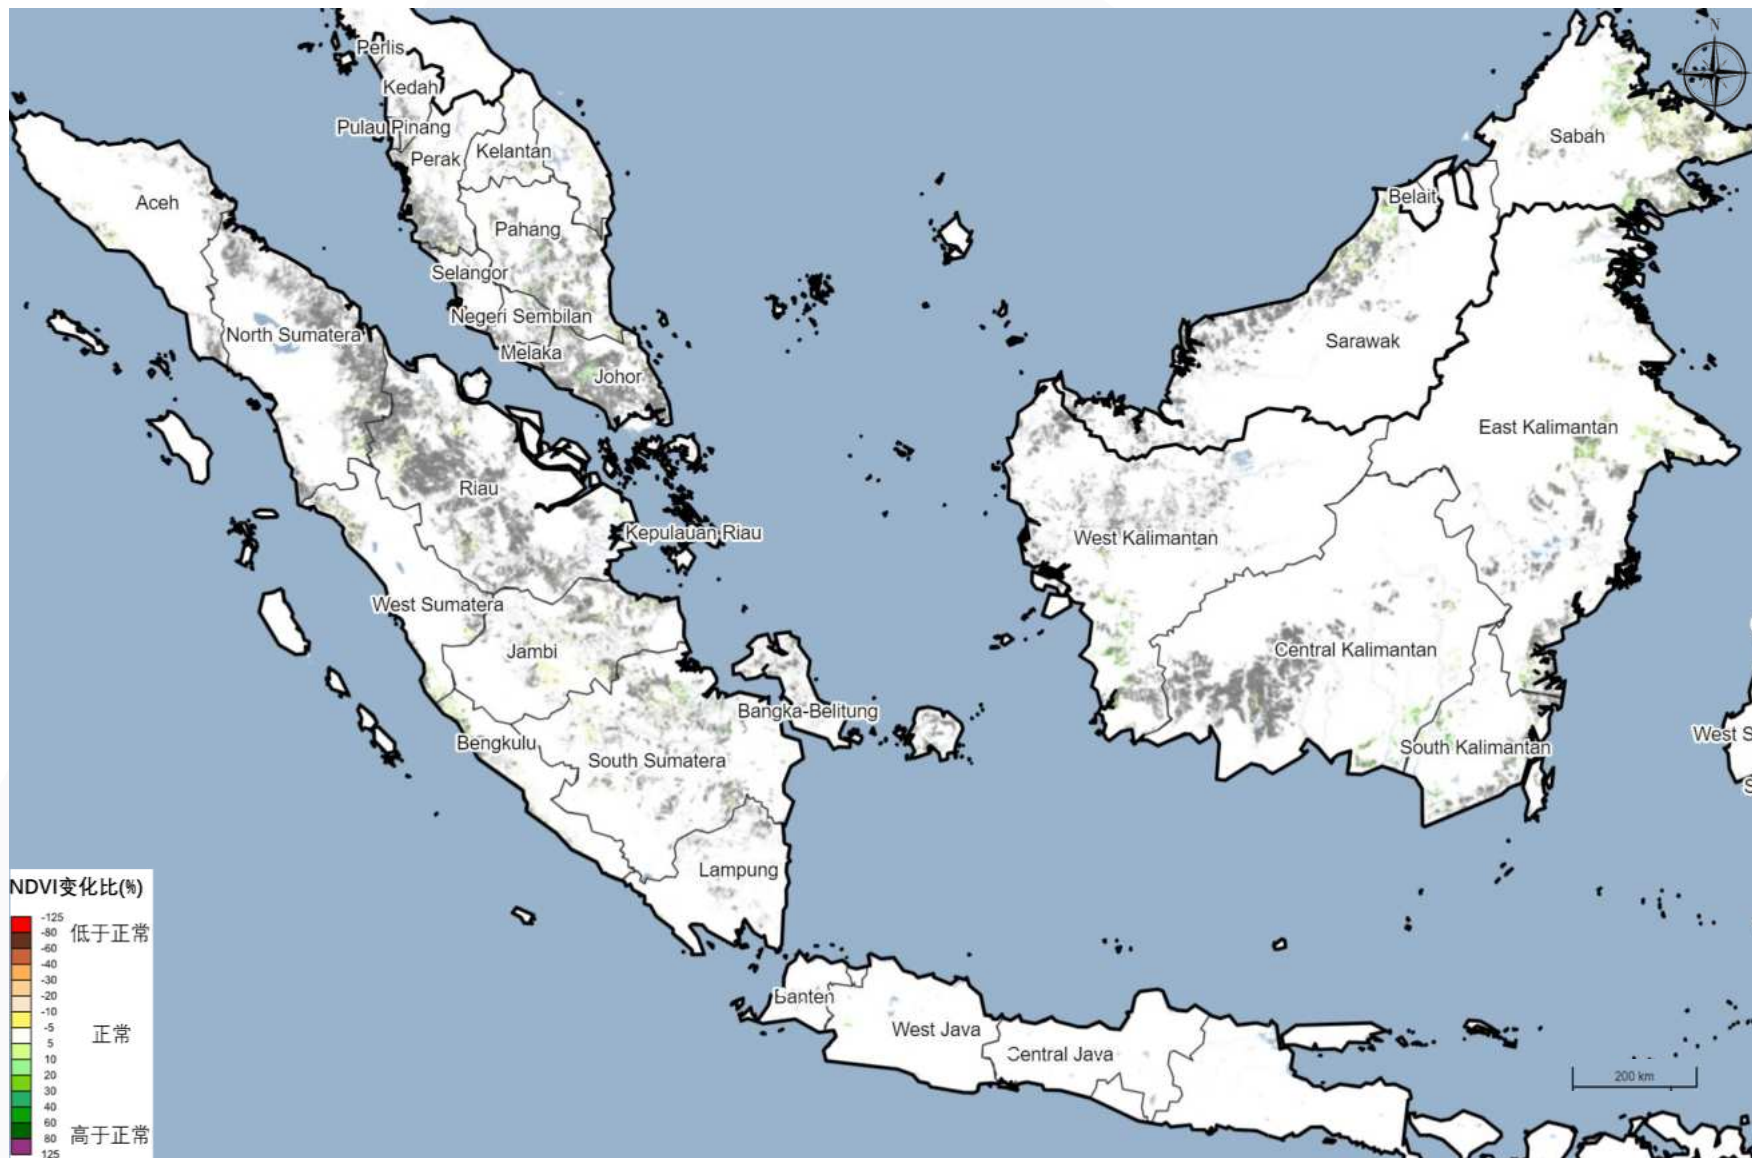 N
Perlis
Kedah
Pulau Pinang
Perak
Kelantan
Sabah
Aceh
Belait
Pahang
Selangor
Negeri Sembilan
North Sumatera
Sarawak
Melaka
Johor
East Kalimantan
Riau
Kepulauan Riau
West Kalimantan
West Sumatera
Jambi
Central Kalimantan
Bangka-Belitung
Bengkulu
South Sumatera
South Kalimantan
West S
S
Lampung
Banten
West Java
Central Java
200 km
NDVI变化比(%)
-125
低于正常
-80
-60
-40
-30
-20
-10
-5
正常
5
10
20
30
40
60
高于正常
80
125